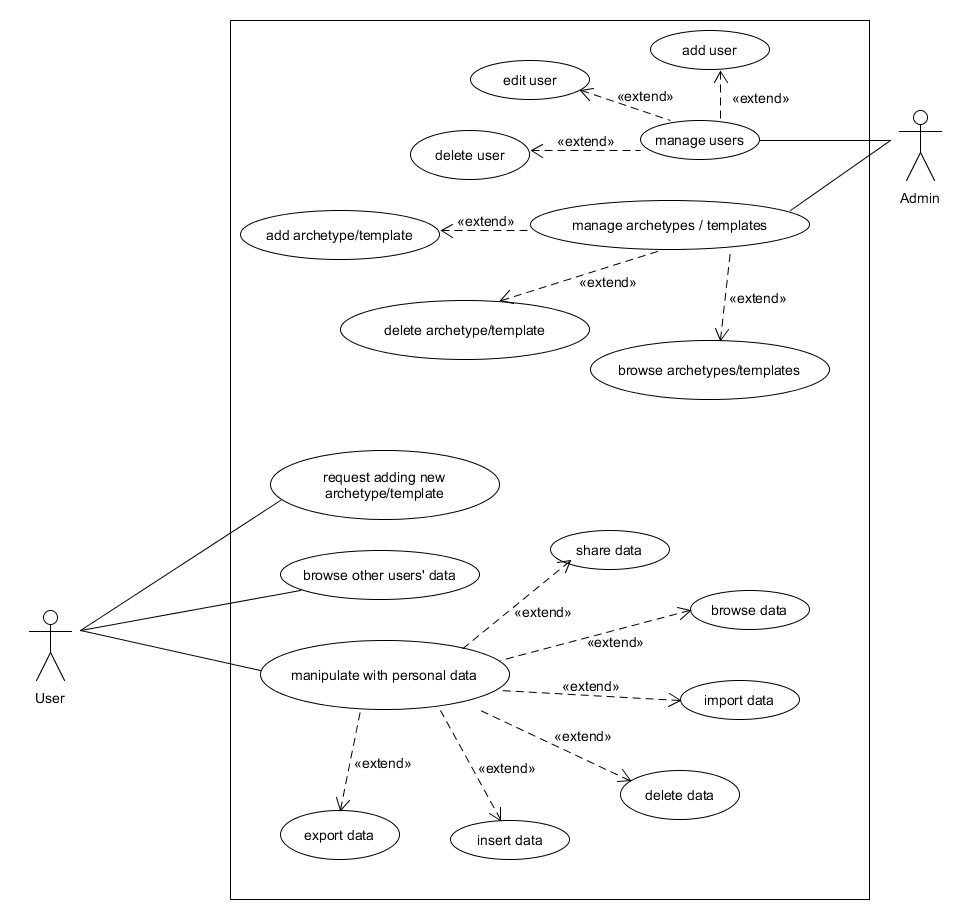 add user
edit user
«extend»
«extend»
manage users
«extend»
delete user
Admin
«extend»
manage archetypes / templates
add archetype/template
«extend»
«extend»
delete archetype/template
browse archetypes/templates
request adding new
archetype/template
share data
browse other users' data
«extend»
browse data
«extend»
manipulate with personal data
«extend»
import data
User
«extend»
«extend»
«extend»
delete data
export data
insert data